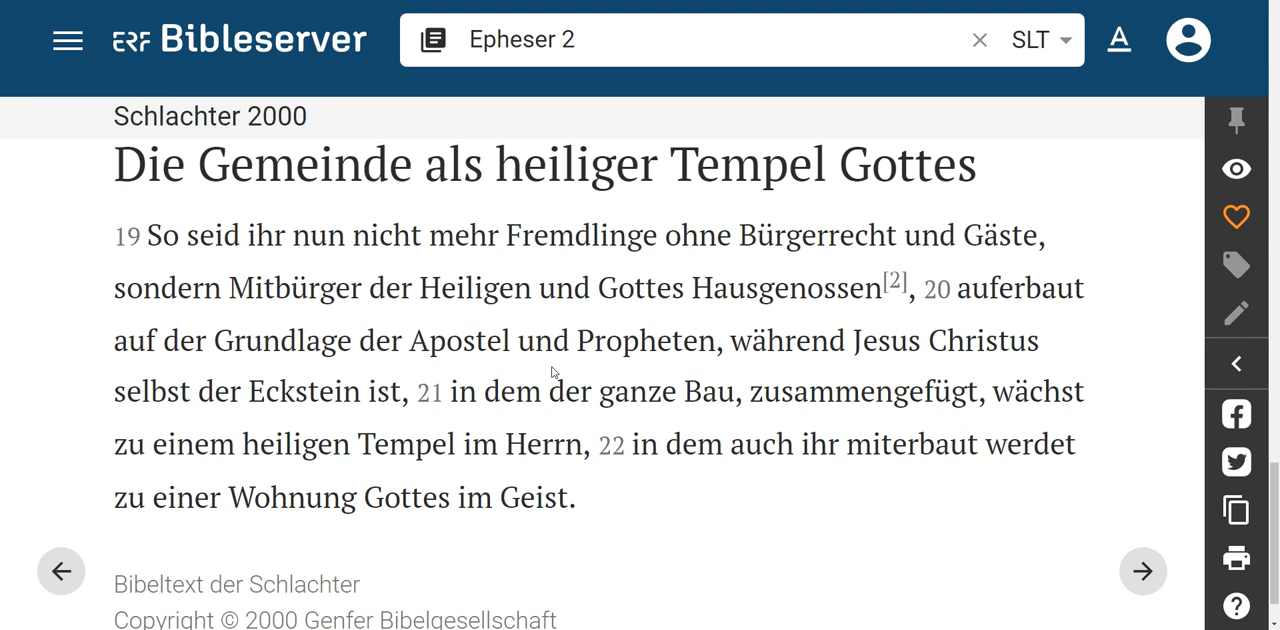 ERF Bibleserver
Epheser 2
SLT
Schlachter 2000
Die Gemeinde als heiliger Tempel Gottes
19 So seid ihr nun nicht mehr Fremdlinge ohne Bürgerrecht und Gäste,
sondern Mitbürger der Heiligen und Gottes Hausgenossen[2], 20 auferbaut
auf der Grundlage der Apostel und Propheten, während Jesus Christus
selbst der Eckstein ist, 21 in dem der ganze Bau, zusammengefügt, wächst
zu einem heiligen Tempel im Herrn, 22 in dem auch ihr miterbaut werdet
zu einer Wohnung Gottes im Geist.
Bibeltext der Schlachter
Copyright © 2000 Genfer Bibelgesellschaft